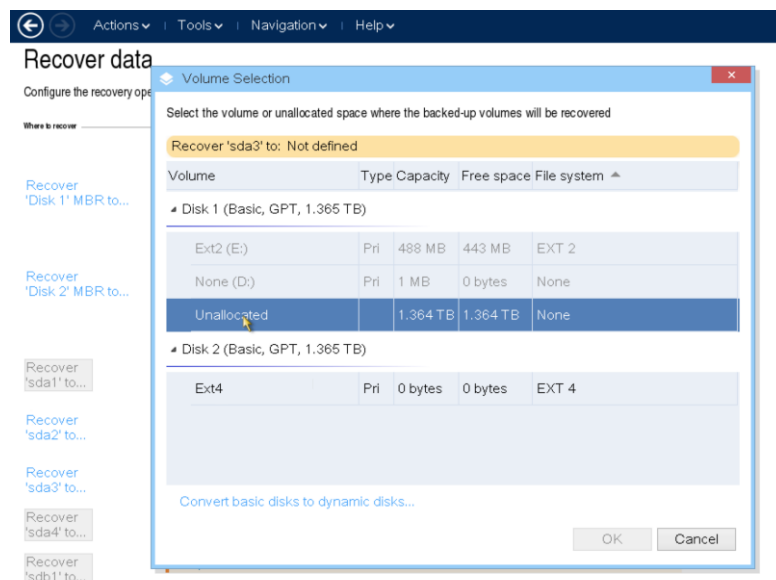 Actions Tools Navigation Help
Recover data
Configure the recovery ope
Where to recover
Recover
'Disk 1' MBR to...
Recover
'Disk 2' MBR to...
Recover
'sda1' to...
Recover
'sda2' to...
Recover
'sda3' to...
Recover
'sda4' to...
Recover
'sdb1' to...
Volume Selection
Select the volume or unallocated space where the backed-up volumes will be recovered
Recover 'sda3' to: Not defined
Volume Type Capacity Free space File system
Disk 1 (Basic, GPT, 1.365 TB)
Ext2 (E:) Pri 488 MB 443 MB EXT 2
None (D:) Pri 1 MB 0 bytes None
Unallocated 1.364 TB 1.364 TB None
Disk 2 (Basic, GPT, 1.365 TB)
Ext4 Pri 0 bytes 0 bytes EXT 4
Convert basic disks to dynamic disks...
OK Cancel